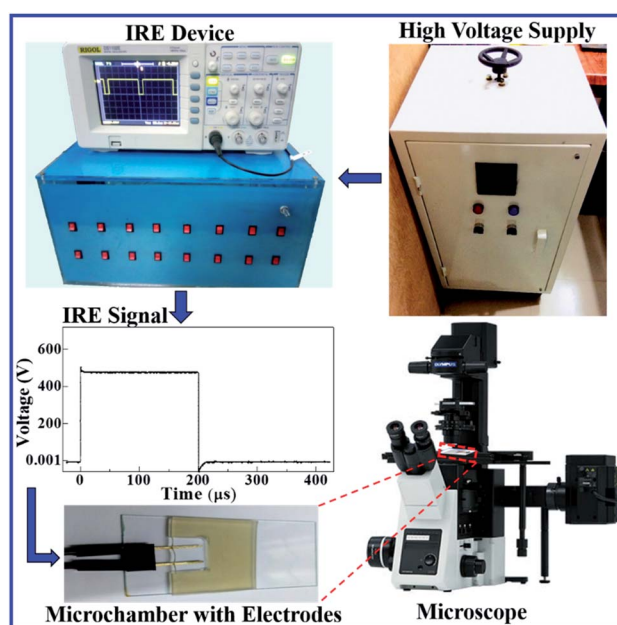 IRE Device
High Voltage Supply
RIGOL
IRE Signal
Voltage (V)
600
400
200
0.001
0
100
200
300
400
Time (µs)
OLYMPUS
Microchamber with Electrodes
Microscope